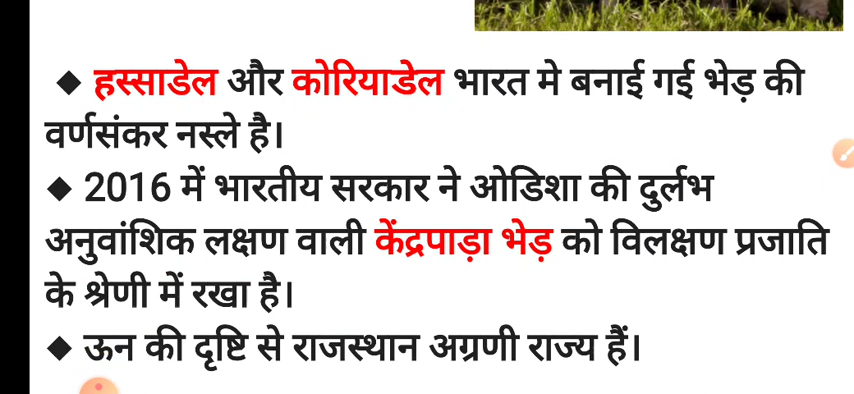 ◆ हस्साडेल और कोरियाडेल भारत मे बनाई गई भेड़ की
वर्णसंकर नस्ले है।
◆ 2016 में भारतीय सरकार ने ओडिशा की दुर्लभ
अनुवांशिक लक्षण वाली केंद्रपाड़ा भेड़ को विलक्षण प्रजाति
के श्रेणी में रखा है।
◆ ऊन की दृष्टि से राजस्थान अग्रणी राज्य हैं।